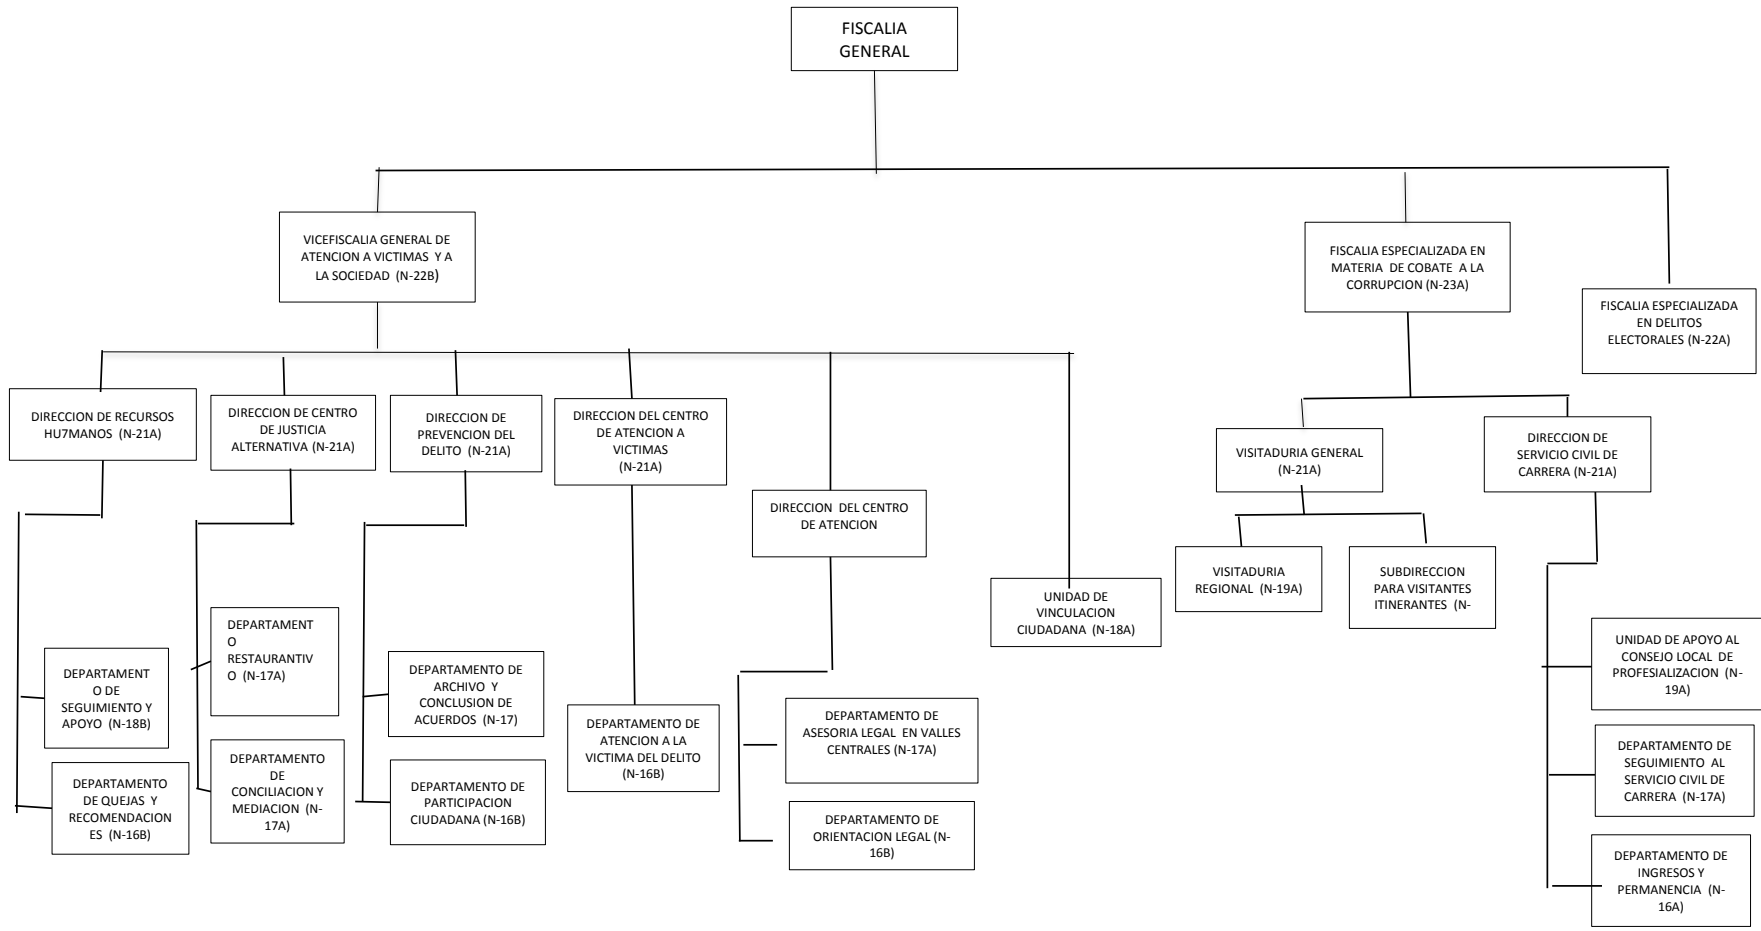 FISCALIA
GENERAL
VICEFISCALIA GENERAL DE
ATENCION A VICTIMAS Y A
LA SOCIEDAD (N-22B)
FISCALIA ESPECIALIZADA EN
MATERIA DE COBATE A LA
CORRUPCION (N-23A)
FISCALIA ESPECIALIZADA
EN DELITOS
ELECTORALES (N-22A)
DIRECCION DE RECURSOS
HU7MANOS (N-21A)
DIRECCION DE CENTRO
DE JUSTICIA
ALTERNATIVA (N-21A)
DIRECCION DE
PREVENCION DEL
DELITO (N-21A)
DIRECCION DEL CENTRO
DE ATENCION A
VICTIMAS
(N-21A)
DIRECCION DEL CENTRO
DE ATENCION
UNIDAD DE
VINCULACION
CIUDADANA (N-18A)
VISITADURIA GENERAL
(N-21A)
DIRECCION DE
SERVICIO CIVIL DE
CARRERA (N-21A)
VISITADURIA
REGIONAL (N-19A)
SUBDIRECCION
PARA VISITANTES
ITINERANTES (N-
DEPARTAMENT
O DE
SEGUIMIENTO Y
APOYO (N-18B)
DEPARTAMENTO
DE QUEJAS Y
RECOMENDACION
ES (N-16B)
DEPARTAMENT
O
RESTAURANTIV
O (N-17A)
DEPARTAMENTO
DE
CONCILIACION Y
MEDIACION (N-
17A)
DEPARTAMENTO DE
ARCHIVO Y
CONCLUSION DE
ACUERDOS (N-17)
DEPARTAMENTO DE
PARTICIPACION
CIUDADANA (N-16B)
DEPARTAMENTO DE
ATENCION A LA
VICTIMA DEL DELITO
(N-16B)
DEPARTAMENTO DE
ASESORIA LEGAL EN VALLES
CENTRALES (N-17A)
DEPARTAMENTO DE
ORIENTACION LEGAL (N-
16B)
UNIDAD DE APOYO AL
CONSEJO LOCAL DE
PROFESIALIZACION (N-
19A)
DEPARTAMENTO DE
SEGUIMIENTO AL
SERVICIO CIVIL DE
CARRERA (N-17A)
DEPARTAMENTO DE
INGRESOS Y
PERMANENCIA (N-
16A)